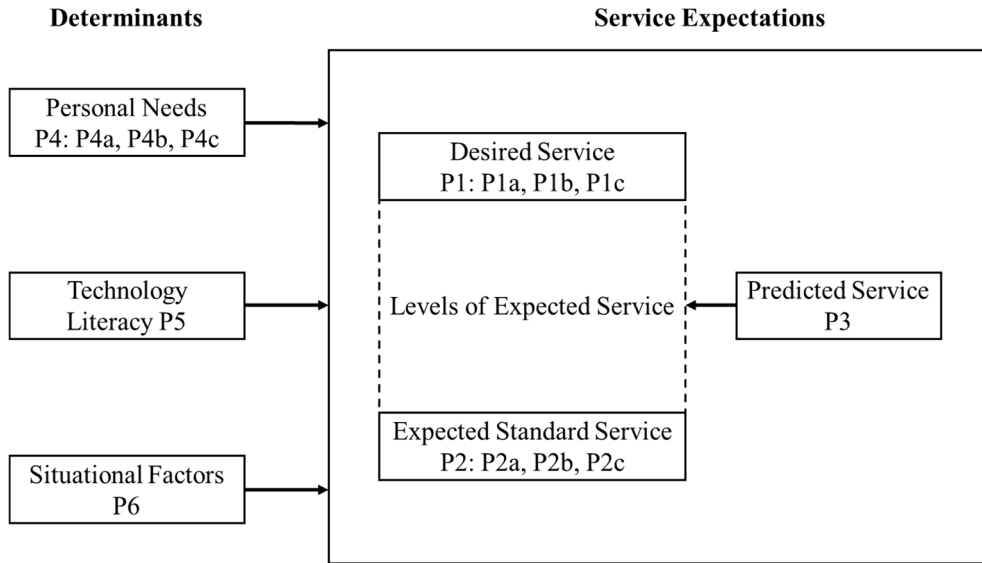 Determinants
Service Expectations
Personal Needs
P4: P4a, P4b, P4c
Technology
Literacy P5
Situational Factors
P6
Desired Service
P1: P1a, P1b, P1c
Levels of Expected Service
Expected Standard Service
P2: P2a, P2b, P2c
Predicted Service
P3